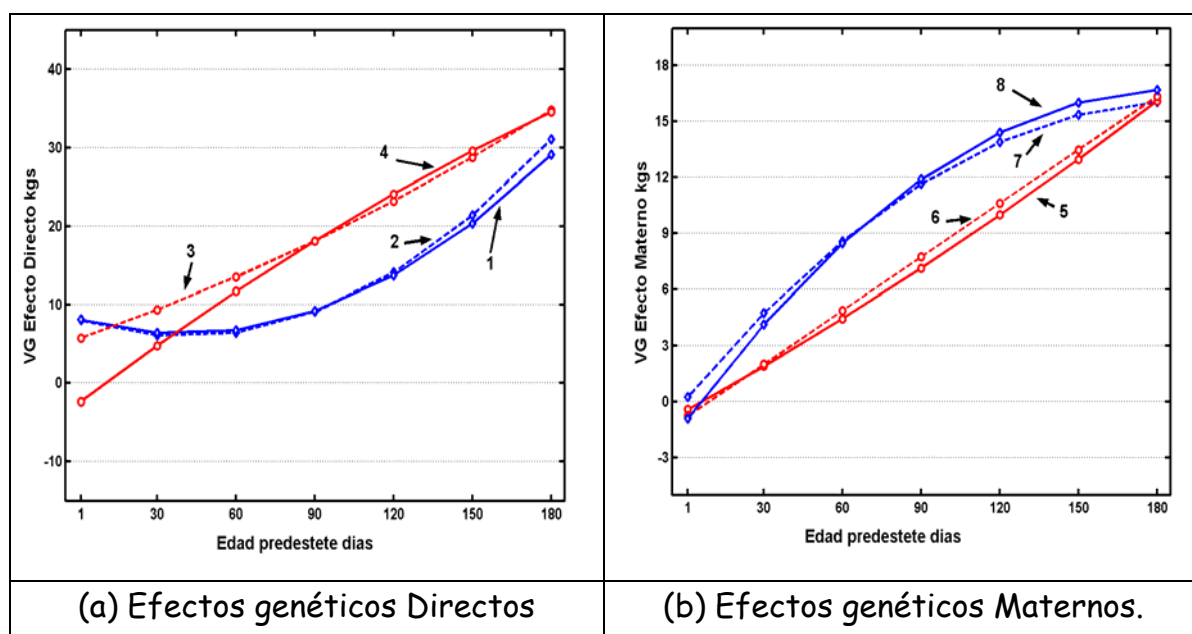 VG Efecto Directo kgs
40
30
20
10
0
-10
4
3
2
1
1 30 60 90 120 150 180
Edad predestete dias
VG Efecto Materno kgs
18
15
12
9
6
3
0
-3
8
7
6
5
1 30 60 90 120 150 180
Edad predestete dias
(a) Efectos genéticos Directos
(b) Efectos genéticos Maternos.